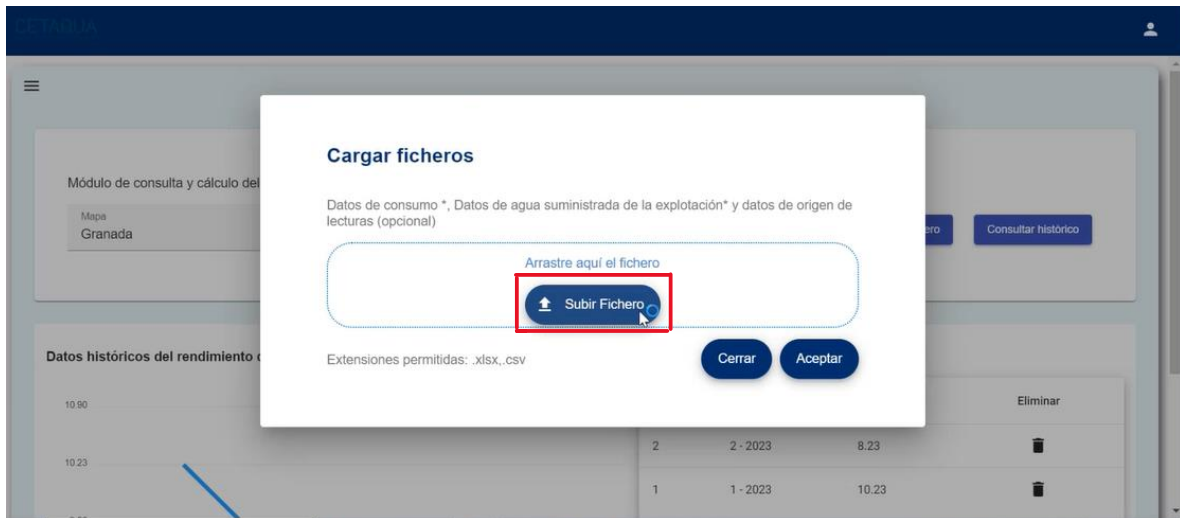 CETAQUA
Módulo de consulta y cálculo del
Mapa
Granada
Consultar histórico
Cargar ficheros
Datos de consumo *, Datos de agua suministrada de la explotación* y datos de origen de
lecturas (opcional)
Arrastre aquí el fichero
Subir Fichero
Extensiones permitidas: .xlsx,.csv
Cerrar
Aceptar
Datos históricos del rendimiento
10.90
10.23
Eliminar
2 2 - 2023 8.23
1 1 - 2023 10.23